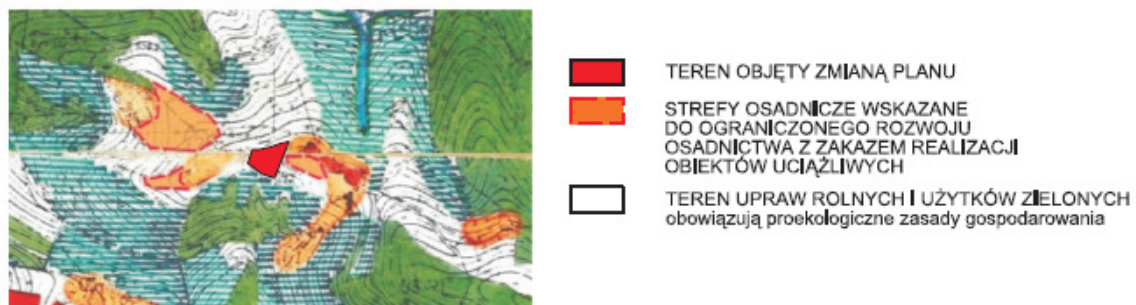 TEREN OBJĘTY ZMIANĄ PLANU
STREFY OSADNICZE WSKAZANE
DO OGRANICZONEGO ROZWOJU
OSADNICTWA Z ZAKAZEM REALIZACJI
OBIEKTÓW UCIĄŻLIWYCH
TEREN UPRAW ROLNYCH I UŻYTKÓW ZIELONYCH
obowiązują proekologiczne zasady gospodarowania